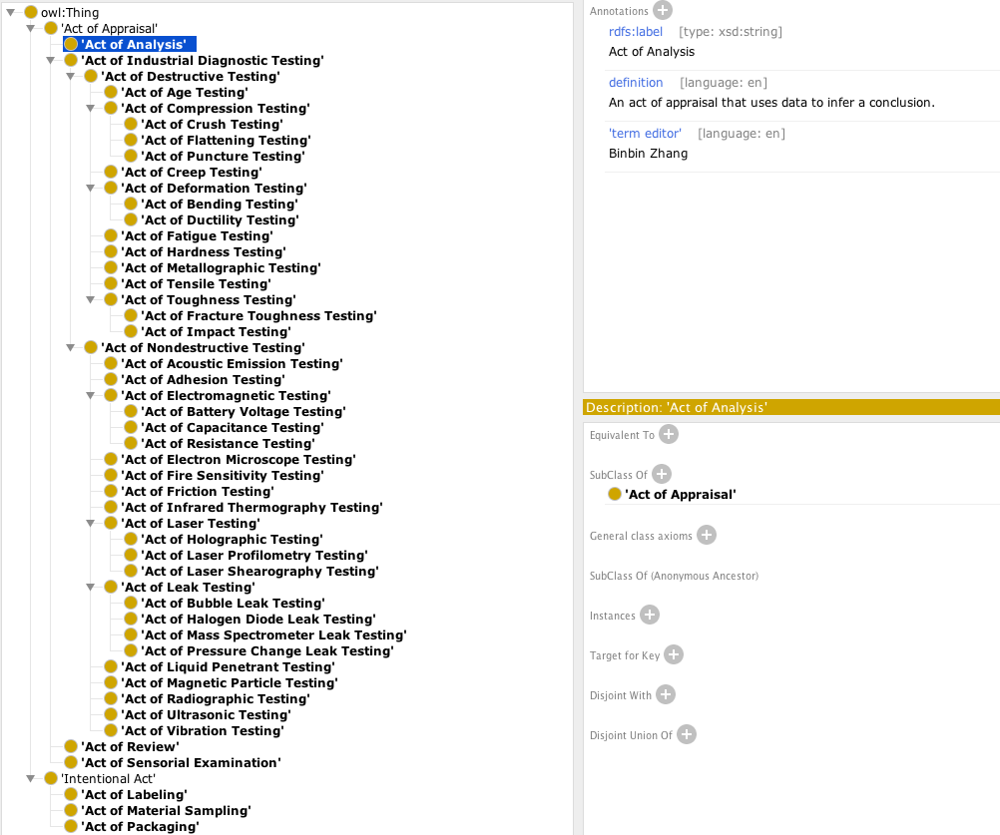 owl:Thing
'Act of Appraisal'
'Act of Analysis'
'Act of Industrial Diagnostic Testing'
'Act of Destructive Testing'
'Act of Age Testing'
'Act of Compression Testing'
'Act of Crush Testing'
'Act of Flattening Testing'
'Act of Puncture Testing'
'Act of Creep Testing'
'Act of Deformation Testing'
'Act of Bending Testing'
'Act of Ductility Testing'
'Act of Fatigue Testing'
'Act of Hardness Testing'
'Act of Metallographic Testing'
'Act of Tensile Testing'
'Act of Toughness Testing'
'Act of Fracture Toughness Testing'
'Act of Impact Testing'
'Act of Nondestructive Testing'
'Act of Acoustic Emission Testing'
'Act of Adhesion Testing'
'Act of Electromagnetic Testing'
'Act of Battery Voltage Testing'
'Act of Capacitance Testing'
'Act of Resistance Testing'
'Act of Electron Microscope Testing'
'Act of Fire Sensitivity Testing'
'Act of Friction Testing'
'Act of Infrared Thermography Testing'
'Act of Laser Testing'
'Act of Holographic Testing'
'Act of Laser Profilometry Testing'
'Act of Laser Shearography Testing'
'Act of Leak Testing'
'Act of Bubble Leak Testing'
'Act of Halogen Diode Leak Testing'
'Act of Mass Spectrometer Leak Testing'
'Act of Pressure Change Leak Testing'
'Act of Liquid Penetrant Testing'
'Act of Magnetic Particle Testing'
'Act of Radiographic Testing'
'Act of Ultrasonic Testing'
'Act of Vibration Testing'
'Act of Review'
'Act of Sensorial Examination'
'Intentional Act'
'Act of Labeling'
'Act of Material Sampling'
'Act of Packaging'
Annotations
rdfs:label [type: xsd:string]
Act of Analysis
definition [language: en]
An act of appraisal that uses data to infer a conclusion.
'term editor' [language: en]
Binbin Zhang
Description: 'Act of Analysis'
Equivalent To
SubClass Of
'Act of Appraisal'
General class axioms
SubClass Of (Anonymous Ancestor)
Instances
Target for Key
Disjoint With
Disjoint Union Of